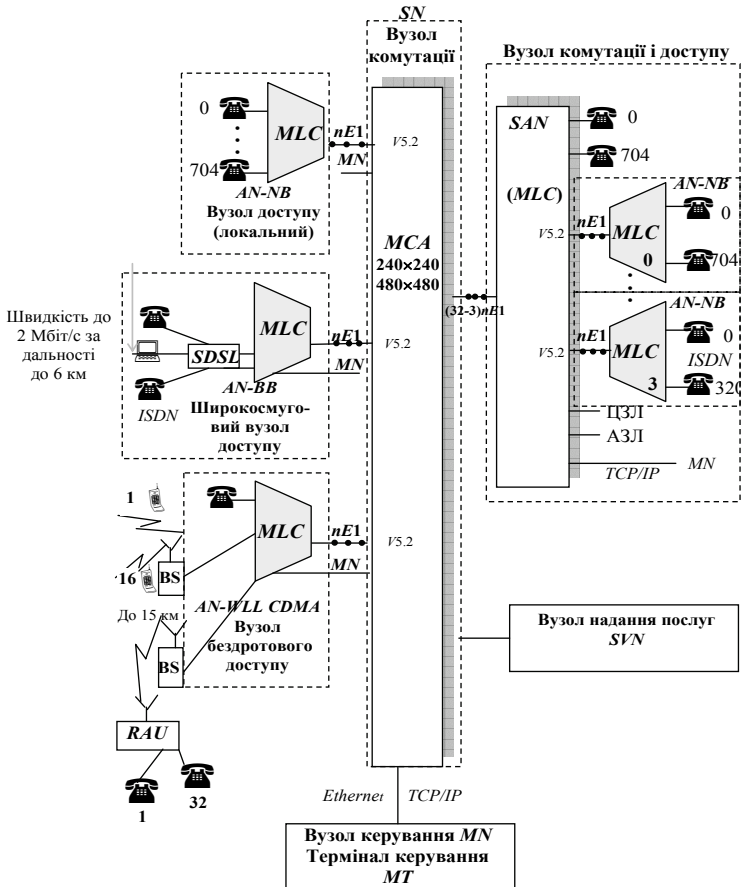 SN
Вузол
комутації
Вузол комутації і доступу
0
704
MLC
nE1
MN
V5.2
AN-NB
Вузол доступу
(локальний)
MCA
240×240
480×480
SAN
(MLC)
0
704
AN-NB
0
nE1
V5.2
MLC
0
704
AN-NB
0
nE1
V5.2
MLC
3
ISDN
320
(32-3)nE1
ЦЗЛ
АЗЛ
TCP/IP
MN
Швидкість до
2 Мбіт/с за
дальності
до 6 км
SDSL
MLC
nE1
MN
V5.2
AN-BB
ISDN
Широкосмуго-
вий вузол
доступу
1
16
BS
MLC
nE1
MN
V5.2
AN-WLL CDMA
До 15 км
Вузол
бездротового
доступу
BS
RAU
1
32
Вузол надання послуг
SVN
Ethernet
TCP/IP
Вузол керування MN
Термінал керування
MT